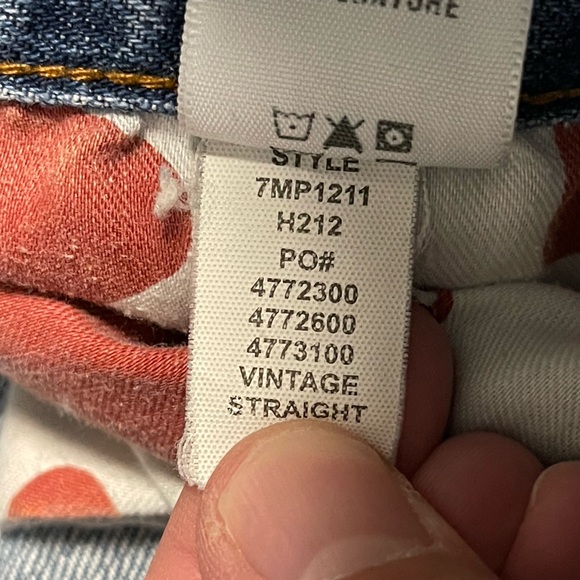 STYLE
7MP1211
H212
PO#
4772300
4772600
4773100
VINTAGE
STRAIGHT